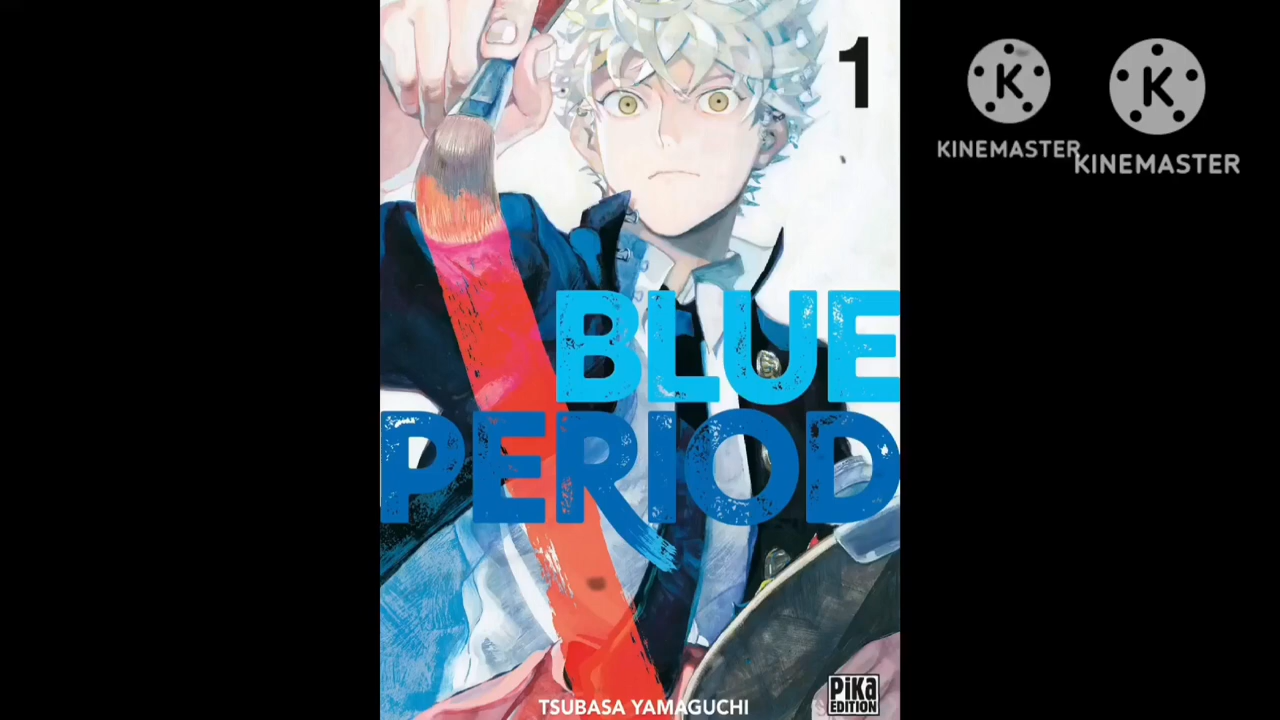 1
K
KINEMASTER
K
KINEMASTER
BLUE
PERIOD
TSUBASA YAMAGUCHI
PiKa
EDITION